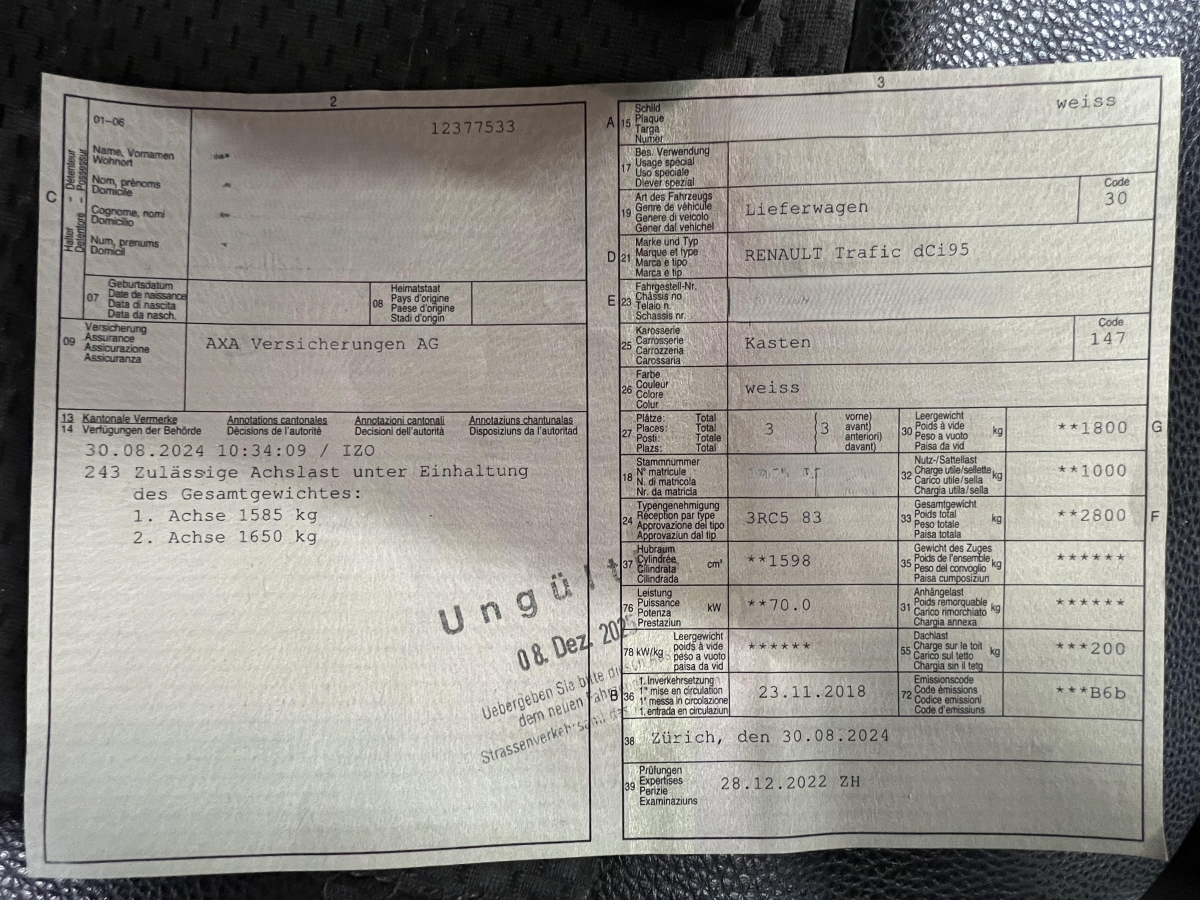 2
01-06
12377533
Name, Vornamen
Wohnort
Nom, prénoms
Domicile
Cognome, nomi
Domicilio
Num, prenums
Domicil
C
Halter - Détenteur
Detentore - Possessur
07
Geburtsdatum
Date de naissance
Data di nascita
Data da nasch.
08
Heimatstaat
Pays d'origine
Paese d'origine
Stadi d'origin
09
Versicherung
Assurance
Assicurazione
Assicuranza
AXA Versicherungen AG
13 Kantonale Vermerke Annotations cantonales Annotazioni cantonali Annotaziuns chantunalas
14 Verfügungen der Behörde Décisions de l'autorité Decisioni dell'autorità Disposiziuns da l'autoritad
30.08.2024 10:34:09 / IZO
243 Zulässige Achslast unter Einhaltung
des Gesamtgewichtes:
1. Achse 1585 kg
2. Achse 1650 kg
08. Dez.
Uebergeben Sie bitte
dem neuen
3
A 15
Schild
Plaque
Targa
Numer
weiss
17
Bes. Verwendung
Usage spécial
Uso speciale
Diever spezial
19
Art des Fahrzeugs
Genre de véhicule
Genere di veicolo
Gener dal vehichel
Lieferwagen
Code
30
D 21
Marke und Typ
Marque et type
Marca e tipo
Marca e tip
RENAULT Trafic dCi95
E 23
Fahrgestell-Nr.
Châssis no
Telaio n.
Schassis nr.
25
Karosserie
Carrosserie
Carrozzeria
Carossaria
Kasten
Code
147
26
Farbe
Couleur
Colore
Colur
weiss
27
Plätze: Total
Places: Total
Posti: Totale
Plazs: Total
3
3
vorne)
avant)
anteriori)
davant)
30
Leergewicht
Poids à vide
Peso a vuoto
Paisa da vid
kg
**1800
G
18
Stammnummer
N° matricule
N. di matricola
Nr. da matricla
32
Nutz-/Sattellast
Charge utile/sellette
Carico utile/sella
Chargia utila/sella
kg
**1000
24
Typengenehmigung
Réception par type
Approvazione del tipo
Approvaziun dal tip
3RC5 83
33
Gesamtgewicht
Poids total
Peso totale
Paisa totala
kg
**2800
F
37
Hubraum
Cylindrée
Cilindrata
Cilindrada
cm³
**1598
35
Gewicht des Zuges
Poids de l'ensemble
Peso del convoglio
Paisa cumposiziun
kg
******
76
Leistung
Puissance
Potenza
Prestaziun
kW
**70.0
31
Anhängelast
Poids remorquable
Carico rimorchiato
Chargia annexa
kg
******
78 kW/kg
Leergewicht
poids à vide
peso a vuoto
paisa da vid
******
55
Dachlast
Charge sur le toit
Carico sul tetto
Chargia sin il tetg
kg
***200
B 36
1. Inverkehrsetzung
1re mise en circulation
1a messa in circolazione
1. entrada en circulaziun
23.11.2018
72
Emissionscode
Code émissions
Codice emissioni
Code d'emissiuns
***B6b
38
Zürich, den 30.08.2024
39
Prüfungen
Expertises
Perizie
Examinaziuns
28.12.2022 ZH